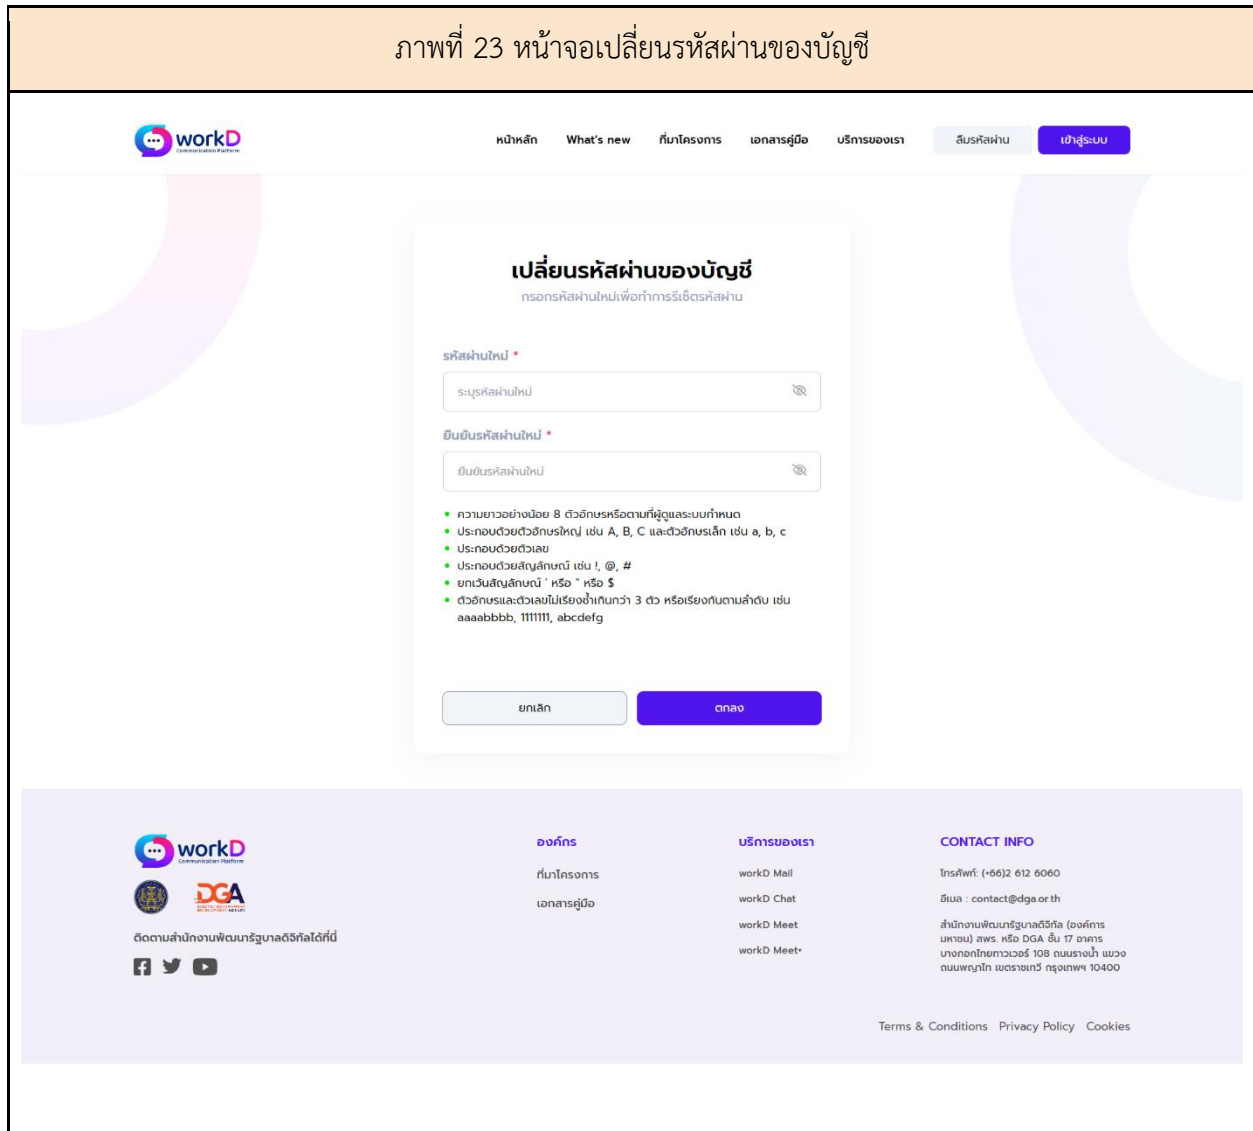 ภาพที่ 23 หน้าจอเปลี่ยนรหัสผ่านของบัญชี
workD
Communication Platform
หน้าหลัก What's new ที่มาโครงการ เอกสารคู่มือ บริการของเรา ลืมรหัสผ่าน เข้าสู่ระบบ
เปลี่ยนรหัสผ่านของบัญชี
กรอกรหัสผ่านใหม่เพื่อทำการรีเซ็ตรหัสผ่าน
รหัสผ่านใหม่ *
ระบุรหัสผ่านใหม่
ยืนยันรหัสผ่านใหม่ *
ยืนยันรหัสผ่านใหม่
• ความยาวอย่างน้อย 8 ตัวอักษรหรือตามที่ผู้ดูแลระบบกำหนด
• ประกอบด้วยตัวอักษรใหญ่ เช่น A, B, C และตัวอักษรเล็ก เช่น a, b, c
• ประกอบด้วยตัวเลข
• ประกอบด้วยสัญลักษณ์ เช่น !, @, #
• ยกเว้นสัญลักษณ์ ' หรือ " หรือ $
• ตัวอักษรและตัวเลขไม่เรียงซ้ำเกินกว่า 3 ตัว หรือเรียงกันตามลำดับ เช่น
aaaabbbb, 1111111, abcdefg
ยกเลิก ตกลง
workD
Communication Platform
DGA
DIGITAL GOVERNMENT
DEVELOPMENT AGENCY
ติดตามสำนักงานพัฒนารัฐบาลดิจิทัลได้ที่นี่
องค์กร
ที่มาโครงการ
เอกสารคู่มือ
บริการของเรา
workD Mail
workD Chat
workD Meet
workD Meet+
CONTACT INFO
โทรศัพท์: (+66)2 612 6060
อีเมล : contact@dga.or.th
สำนักงานพัฒนารัฐบาลดิจิทัล (องค์การ
มหาชน) สพร. หรือ DGA ชั้น 17 อาคาร
บางกอกไทยทาวเวอร์ 108 ถนนรางน้ำ แขวง
ถนนพญาไท เขตราชเทวี กรุงเทพฯ 10400
Terms & Conditions Privacy Policy Cookies